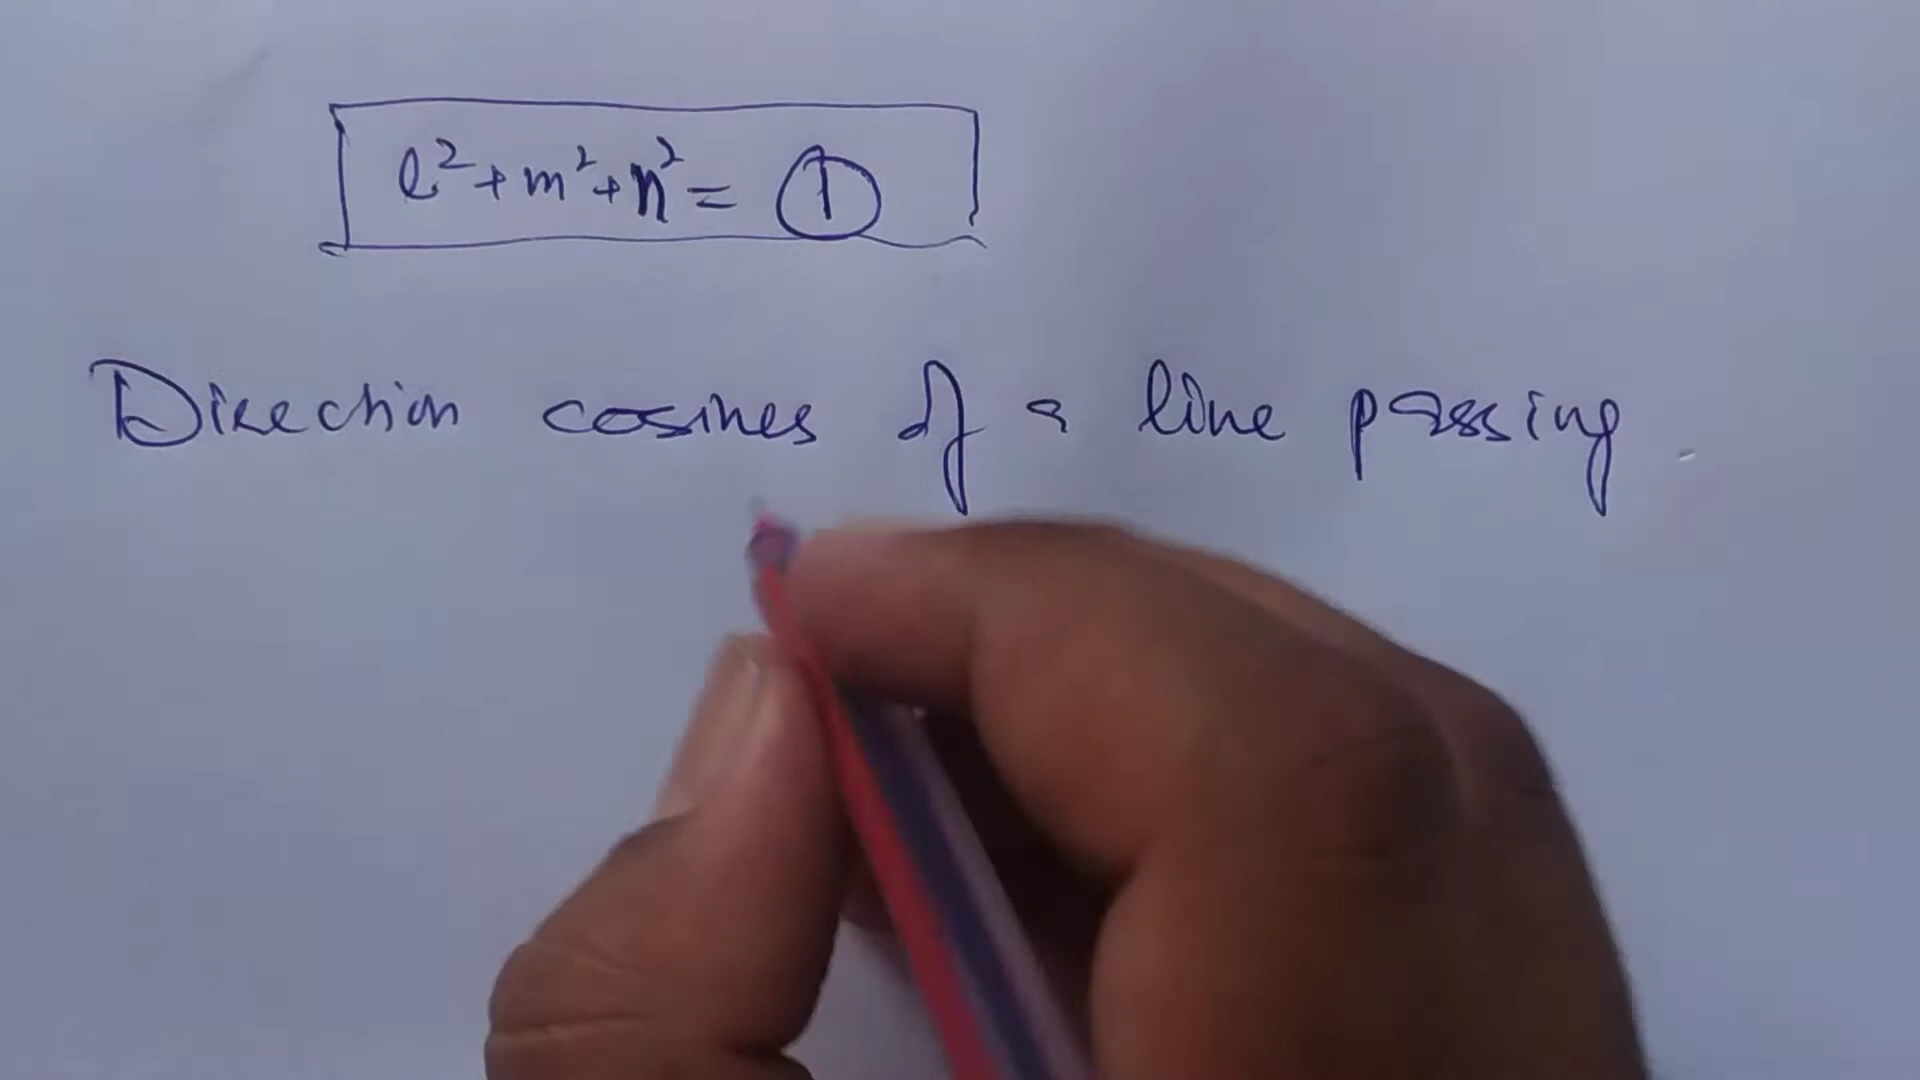 l²+m²+n² = 1
Direction cosines of a line passing